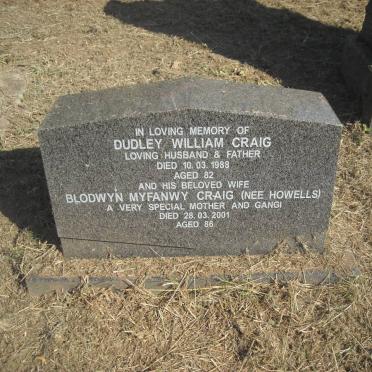 IN LOVING MEMORY OF
DUDLEY WILLIAM CRAIG
LOVING HUSBAND & FATHER
DIED 10.03.1988
AGED 82
AND HIS BELOVED WIFE
BLODWYN MYFANWY CRAIG (NEE HOWELLS)
A VERY SPECIAL MOTHER AND GANGI
DIED 28.03.2001
AGED 86